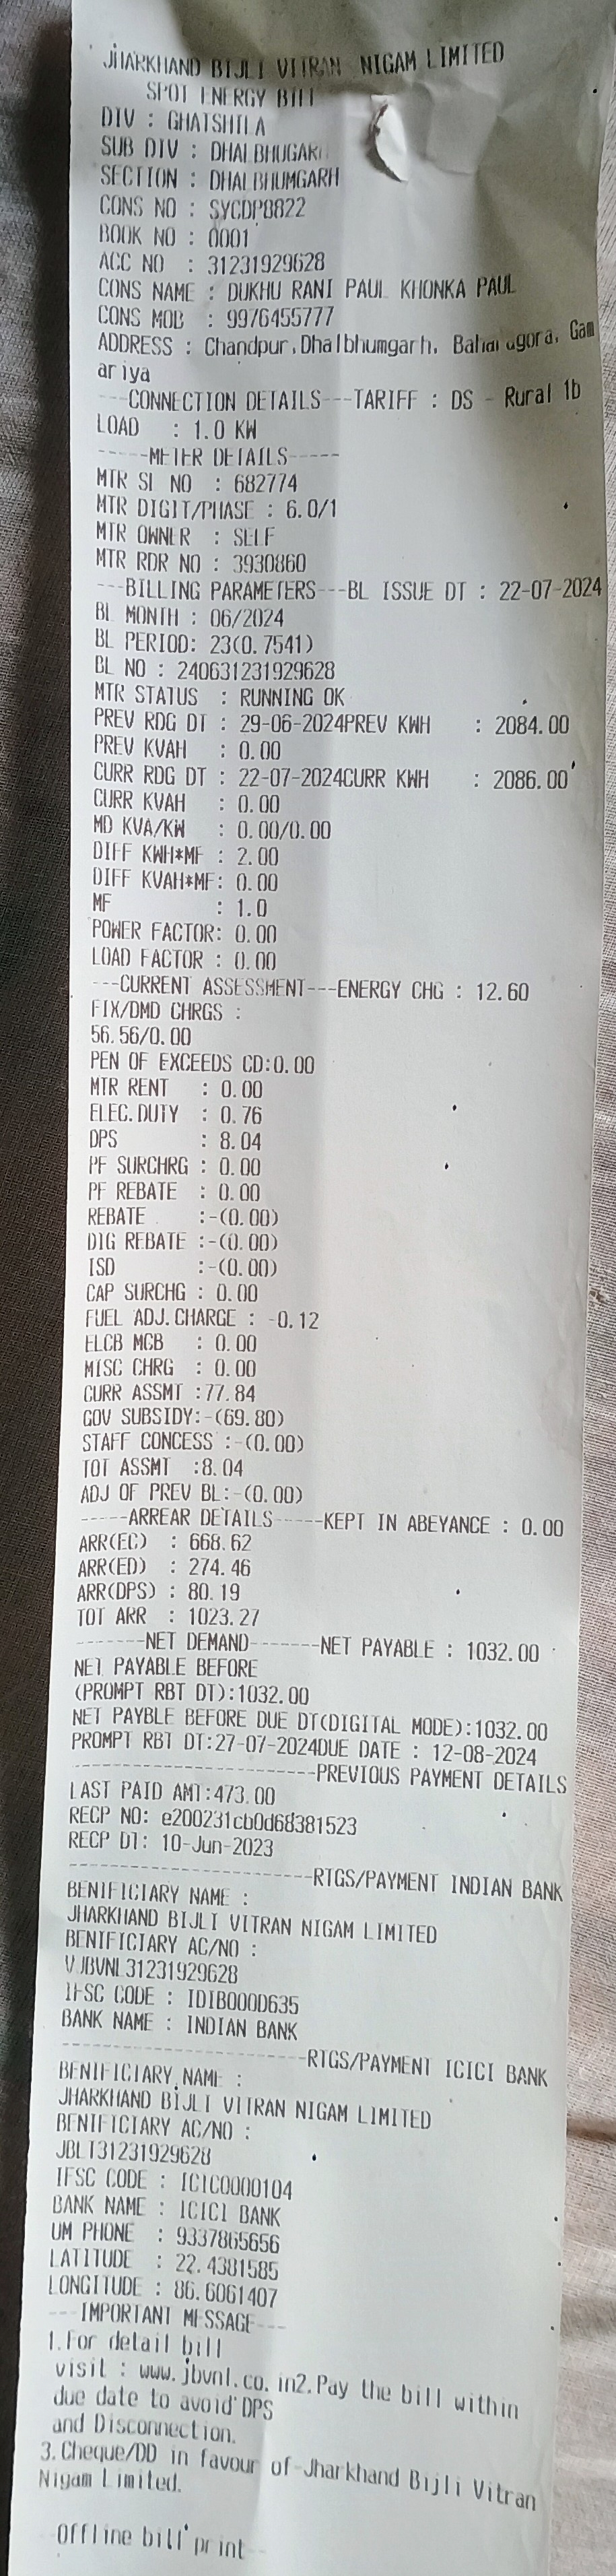 JHARKHAND BIJLI VITRAN NIGAM LIMITED
SPOT ENERGY BILL
DIV : GHATSHILA
SUB DIV : DHALBHUGAR
SECTION : DHALBHUMGARH
CONS NO : SYCDP8822
BOOK NO : 0001
ACC NO : 31231929628
CONS NAME : DUKHU RANI PAUL KHONKA PAUL
CONS MOB : 9976455777
ADDRESS : Chandpur,Dhalbhumgarh, Baharagora, Gam
ariya
---CONNECTION DETAILS---TARIFF : DS - Rural 1b
LOAD : 1.0 KW
-----METER DETAILS-----
MTR SL NO : 682774
MTR DIGIT/PHASE : 6.0/1
MTR OWNER : SELF
MTR RDR NO : 3930860
---BILLING PARAMETERS---BL ISSUE DT : 22-07-2024
BL MONTH : 06/2024
BL PERIOD: 23(0.7541)
BL NO : 240631231929628
MTR STATUS : RUNNING OK
PREV RDG DT : 29-06-2024PREV KWH : 2084.00
PREV KVAH : 0.00
CURR RDG DT : 22-07-2024CURR KWH : 2086.00
CURR KVAH : 0.00
MD KVA/KW : 0.00/0.00
DIFF KWH*MF : 2.00
DIFF KVAH*MF: 0.00
MF : 1.0
POWER FACTOR: 0.00
LOAD FACTOR : 0.00
---CURRENT ASSESSMENT---ENERGY CHG : 12.60
FIX/DMD CHRGS :
56.56/0.00
PEN OF EXCEEDS CD:0.00
MTR RENT : 0.00
ELEC.DUTY : 0.76
DPS : 8.04
PF SURCHRG : 0.00
PF REBATE : 0.00
REBATE :-(0.00)
DIG REBATE :-(0.00)
ISD :-(0.00)
CAP SURCHG : 0.00
FUEL ADJ.CHARGE : -0.12
ELCB MCB : 0.00
MISC CHRG : 0.00
CURR ASSMT :77.84
GOV SUBSIDY:-(69.80)
STAFF CONCESS :-(0.00)
TOT ASSMT :8.04
ADJ OF PREV BL:-(0.00)
-----ARREAR DETAILS-----KEPT IN ABEYANCE : 0.00
ARR(EC) : 668.62
ARR(ED) : 274.46
ARR(DPS) : 80.19
TOT ARR : 1023.27
-------NET DEMAND-------NET PAYABLE : 1032.00
NET PAYABLE BEFORE
(PROMPT RBT DT):1032.00
NET PAYBLE BEFORE DUE DT(DIGITAL MODE):1032.00
PROMPT RBT DT:27-07-2024DUE DATE : 12-08-2024
------------------------PREVIOUS PAYMENT DETAILS
LAST PAID AMT:473.00
RECP NO: e200231cb0d68381523
RECP DT: 10-Jun-2023
------------------------RTGS/PAYMENT INDIAN BANK
BENIFICIARY NAME :
JHARKHAND BIJLI VITRAN NIGAM LIMITED
BENIFICIARY AC/NO :
VJBVNL31231929628
IFSC CODE : IDIB000D635
BANK NAME : INDIAN BANK
------------------------RTGS/PAYMENT ICICI BANK
BENIFICIARY NAME :
JHARKHAND BIJLI VITRAN NIGAM LIMITED
BENIFICIARY AC/NO :
JBLT31231929628
IFSC CODE : ICIC0000104
BANK NAME : ICICI BANK
UM PHONE : 9337865656
LATITUDE : 22.4381585
LONGITUDE : 86.6061407
---IMPORTANT MESSAGE---
1.For detail bill
visit : www.jbvnl.co.in2.Pay the bill within
due date to avoid DPS
and Disconnection.
3.Cheque/DD in favour of-Jharkhand Bijli Vitran
Nigam Limited.
--Offline bill print--